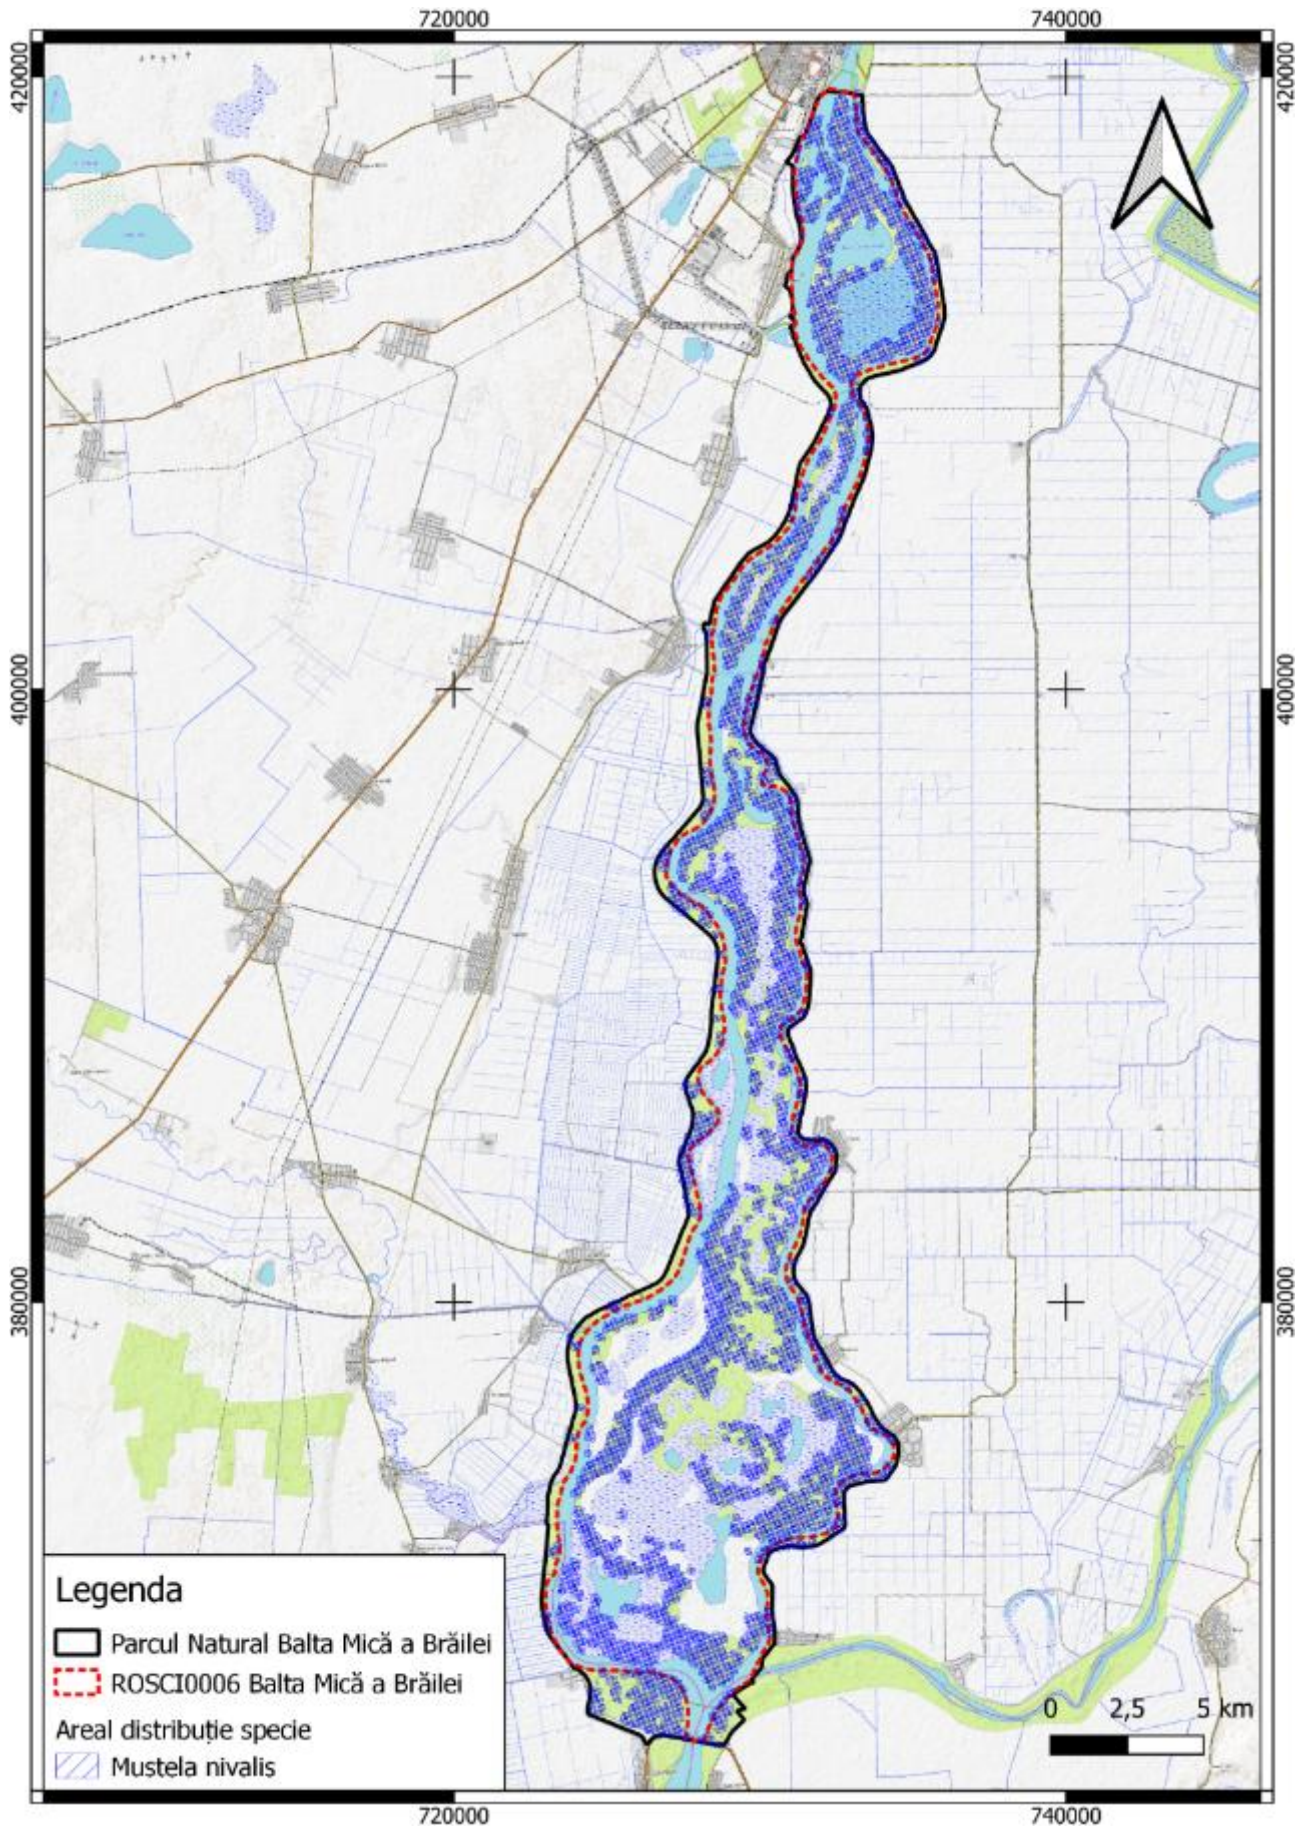 720000
740000
420000
420000
400000
400000
380000
380000
Legenda
Parcul Natural Balta Mică a Brăilei
ROSCI0006 Balta Mică a Brăilei
Areal distribuție specie
Mustela nivalis
0 2,5 5 km
720000
740000